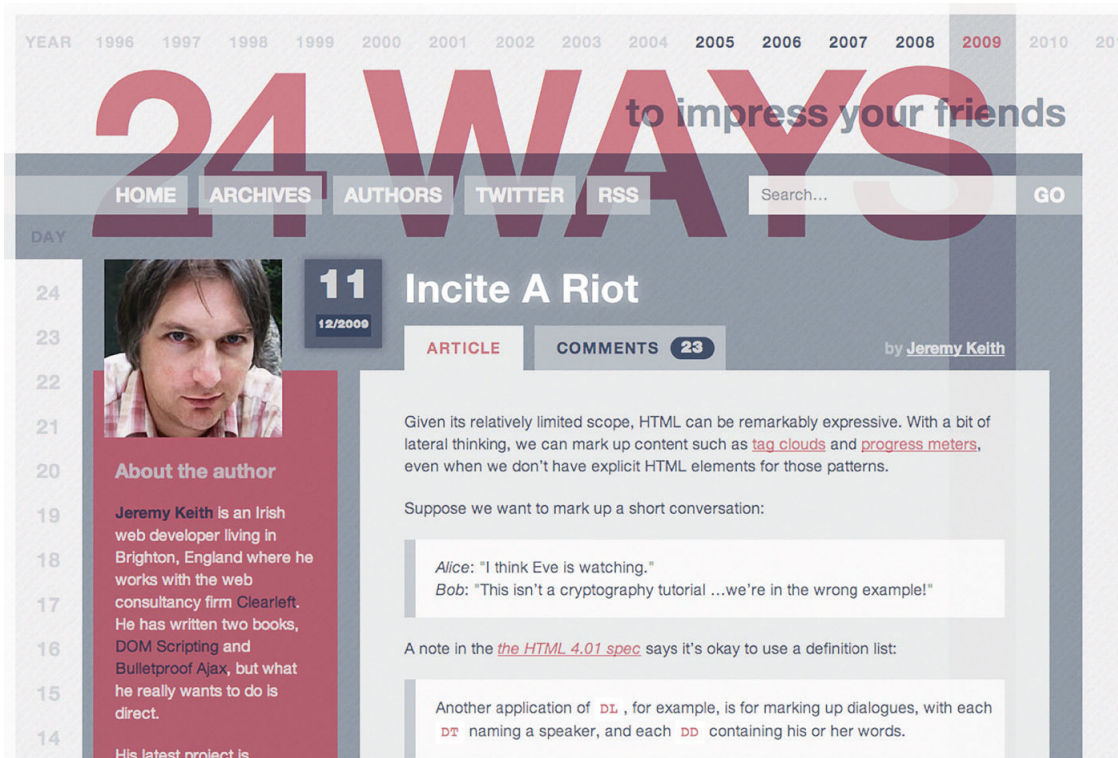 YEAR 1996 1997 1998 1999 2000 2001 2002 2003 2004 2005 2006 2007 2008 2009 2010
24 WAYS
to impress your friends
HOME ARCHIVES AUTHORS TWITTER RSS Search... GO
DAY
24
23
22
21
20
19
18
17
16
15
14
11
12/2009
Incite A Riot
ARTICLE COMMENTS 23 by Jeremy Keith
About the author
Jeremy Keith is an Irish
web developer living in
Brighton, England where he
works with the web
consultancy firm Clearleft.
He has written two books,
DOM Scripting and
Bulletproof Ajax, but what
he really wants to do is
direct.
His latest project is
Given its relatively limited scope, HTML can be remarkably expressive. With a bit of
lateral thinking, we can mark up content such as tag clouds and progress meters,
even when we don't have explicit HTML elements for those patterns.
Suppose we want to mark up a short conversation:
Alice: "I think Eve is watching."
Bob: "This isn't a cryptography tutorial ...we're in the wrong example!"
A note in the the HTML 4.01 spec says it's okay to use a definition list:
Another application of DL , for example, is for marking up dialogues, with each
DT naming a speaker, and each DD containing his or her words.